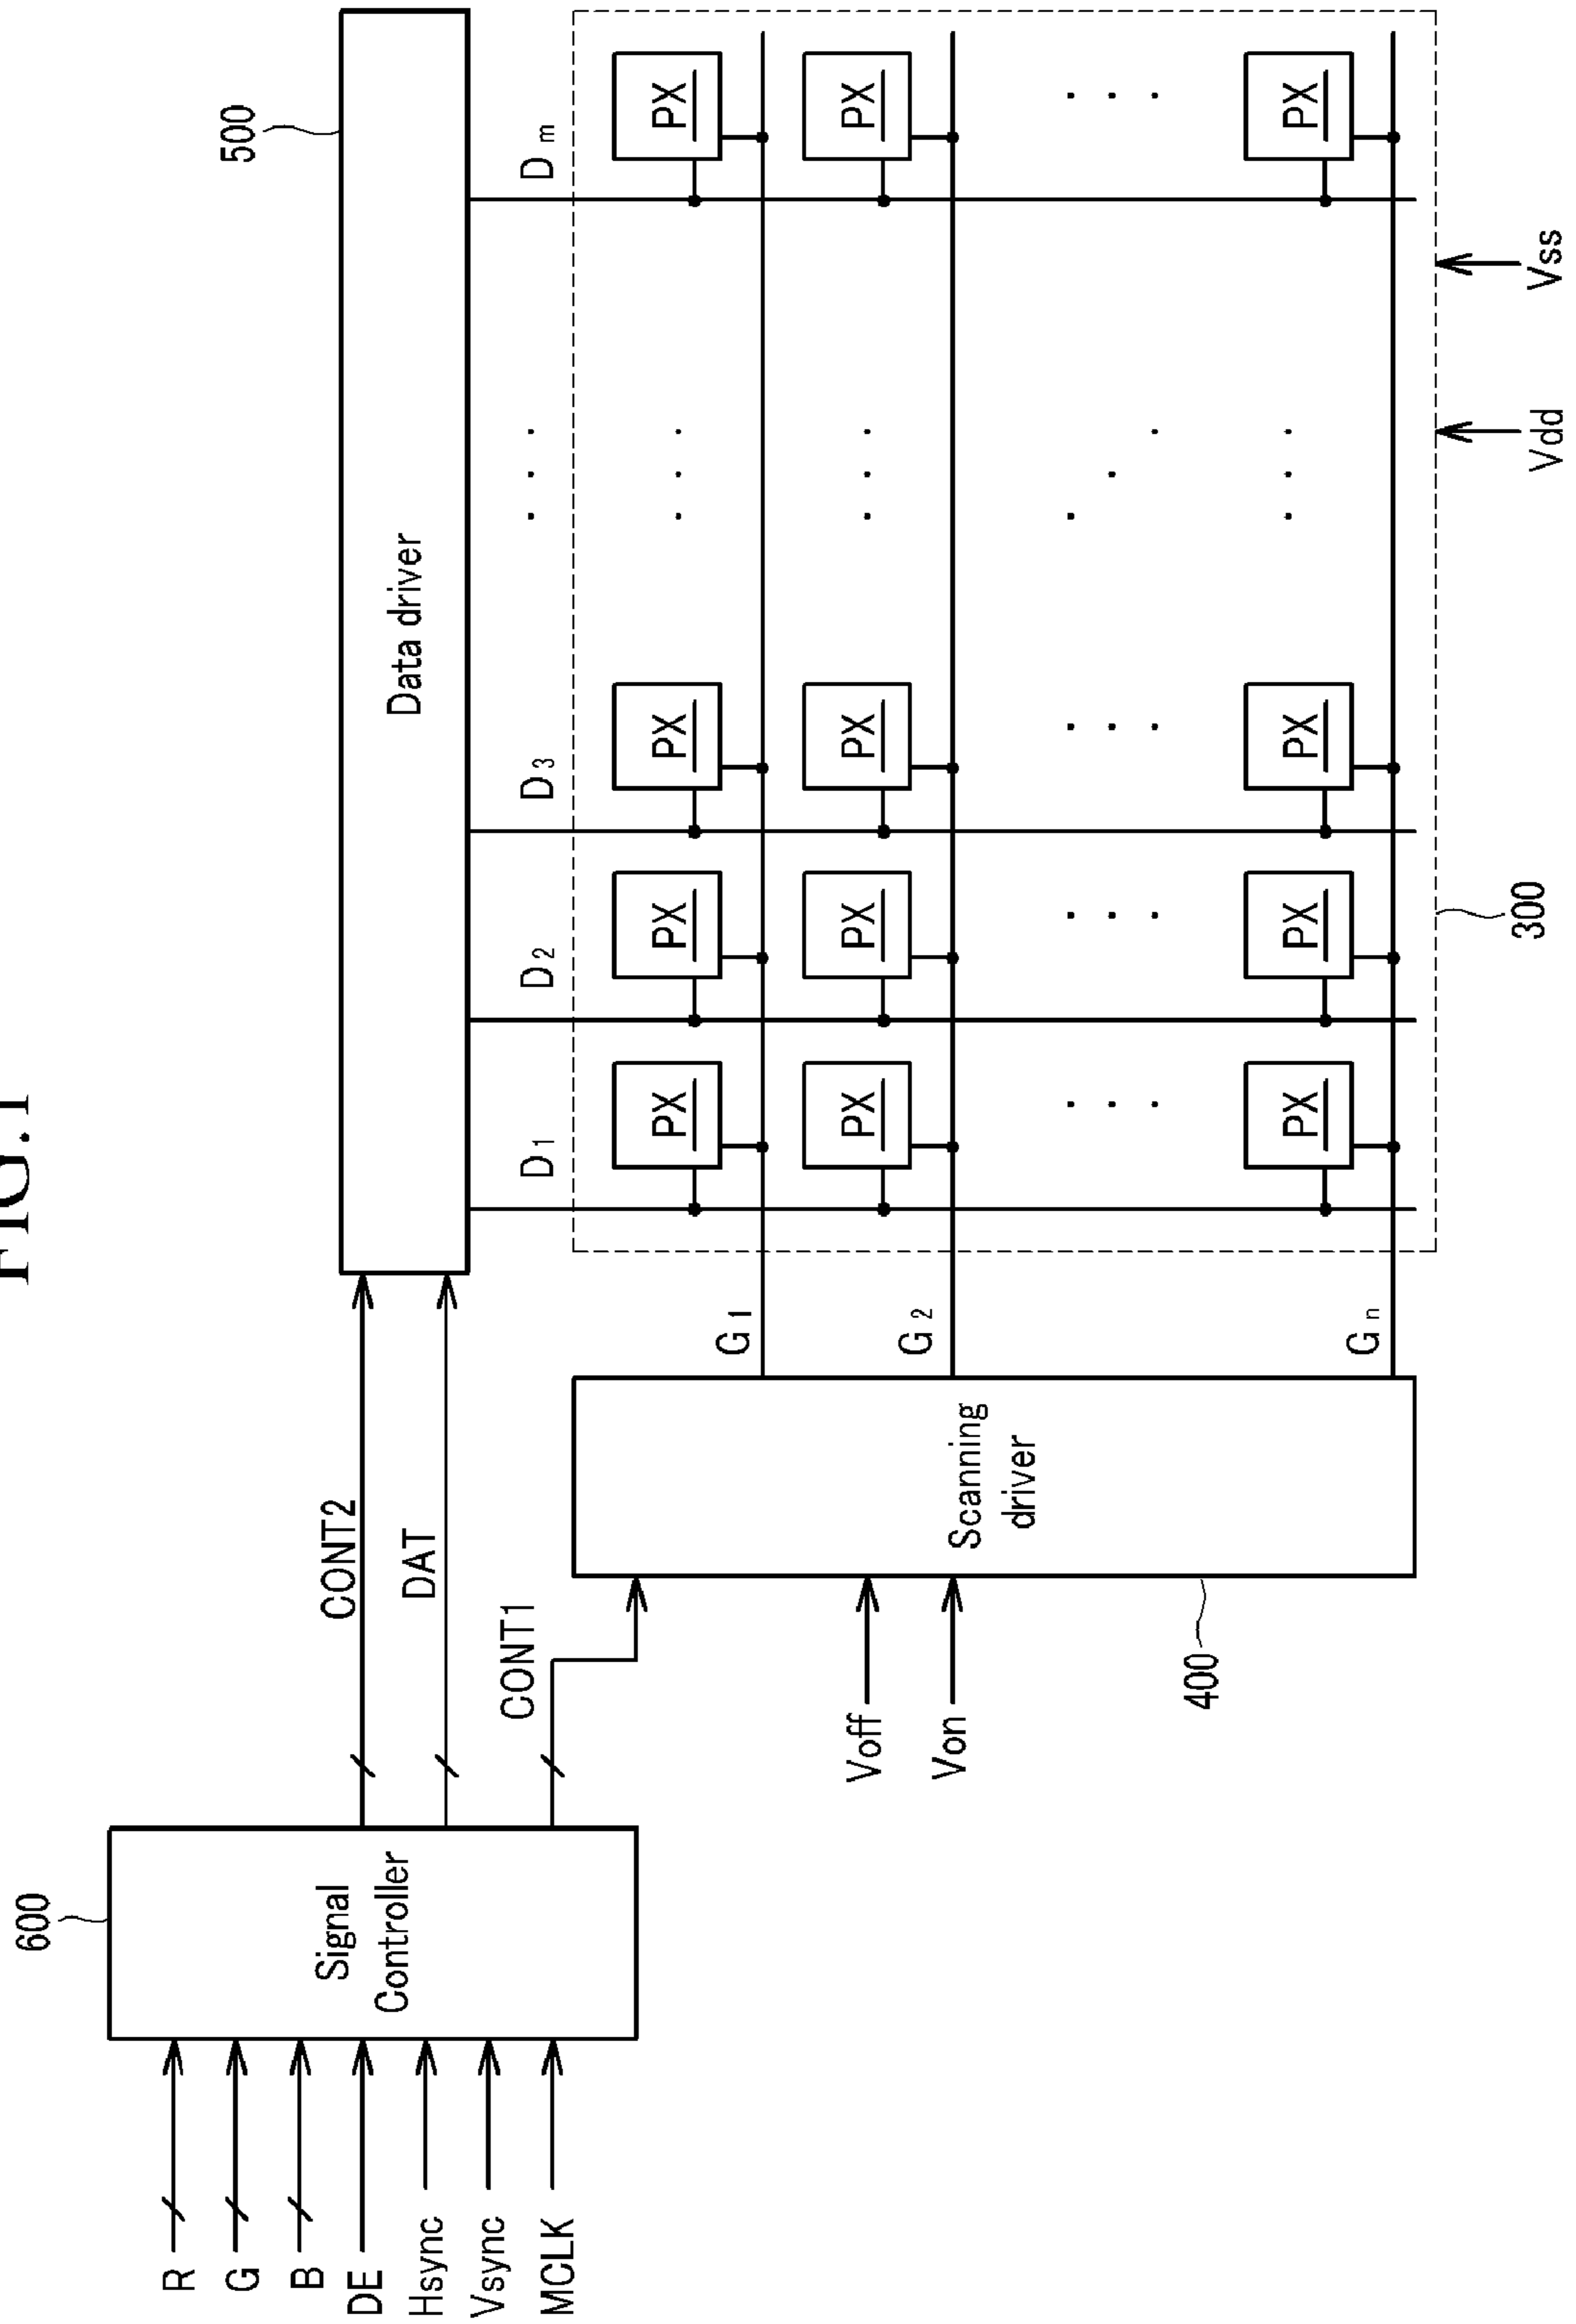 FIG. 1
600
R
G
B
DE
Hsync
Vsync
MCLK
Signal
Controller
CONT2
DAT
CONT1
500
Data driver
Voff
Von
400
Scanning
driver
G1
G2
Gn
D1
D2
D3
Dm
. . .
PX
PX
PX
. . .
PX
PX
PX
PX
. . .
PX
. . .
. . .
. . .
. . .
. . .
PX
PX
PX
. . .
PX
300
Vdd
Vss